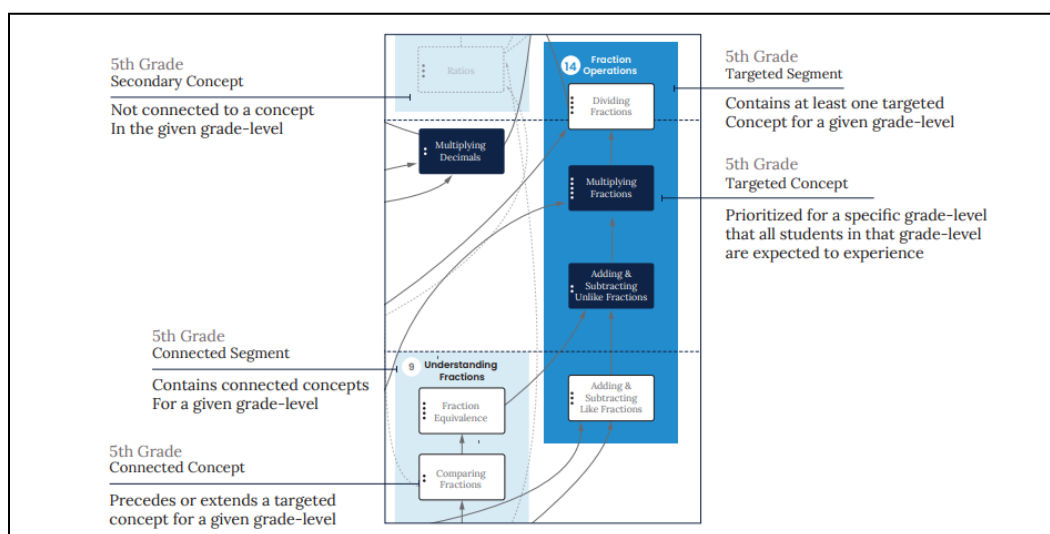 5th Grade
Secondary Concept
Not connected to a concept
In the given grade-level
5th Grade
Connected Segment
Contains connected concepts
For a given grade-level
5th Grade
Connected Concept
Precedes or extends a targeted
concept for a given grade-level
Ratios
Multiplying
Decimals
9 Understanding
Fractions
Fraction
Equivalence
Comparing
Fractions
14 Fraction
Operations
Dividing
Fractions
Multiplying
Fractions
Adding &
Subtracting
Unlike Fractions
Adding &
Subtracting
Like Fractions
5th Grade
Targeted Segment
Contains at least one targeted
Concept for a given grade-level
5th Grade
Targeted Concept
Prioritized for a specific grade-level
that all students in that grade-level
are expected to experience